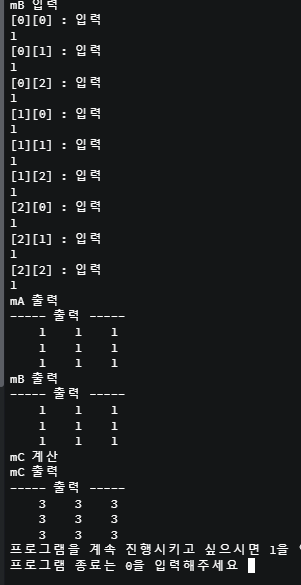 mB 입력
[0][0] : 입력
1
[0][1] : 입력
1
[0][2] : 입력
1
[1][0] : 입력
1
[1][1] : 입력
1
[1][2] : 입력
1
[2][0] : 입력
1
[2][1] : 입력
1
[2][2] : 입력
1
mA 출력
----- 출력 -----
1 1 1
1 1 1
1 1 1
mB 출력
----- 출력 -----
1 1 1
1 1 1
1 1 1
mC 계산
mC 출력
----- 출력 -----
3 3 3
3 3 3
3 3 3
프로그램을 계속 진행시키고 싶으시면 1을
프로그램 종료는 0을 입력해주세요